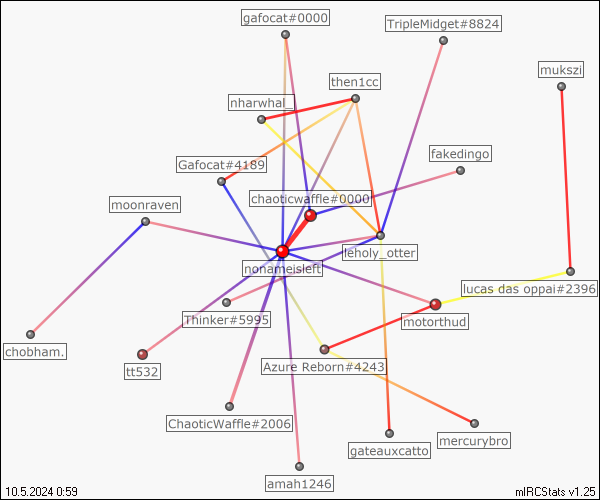 gafocat#0000
TripleMidget#8824
mukszi
then1cc
nharwhal_
fakedingo
Gafocat#4189
chaoticwaffle#0000
moonraven
leholy_otter
nonameisleft
lucas das oppai#2396
Thinker#5995
motorthud
chobham.
tt532
Azure Reborn#4243
ChaoticWaffle#2006
mercurybro
gateauxcatto
amah1246
10.5.2024 0:59
mIRCStats v1.25